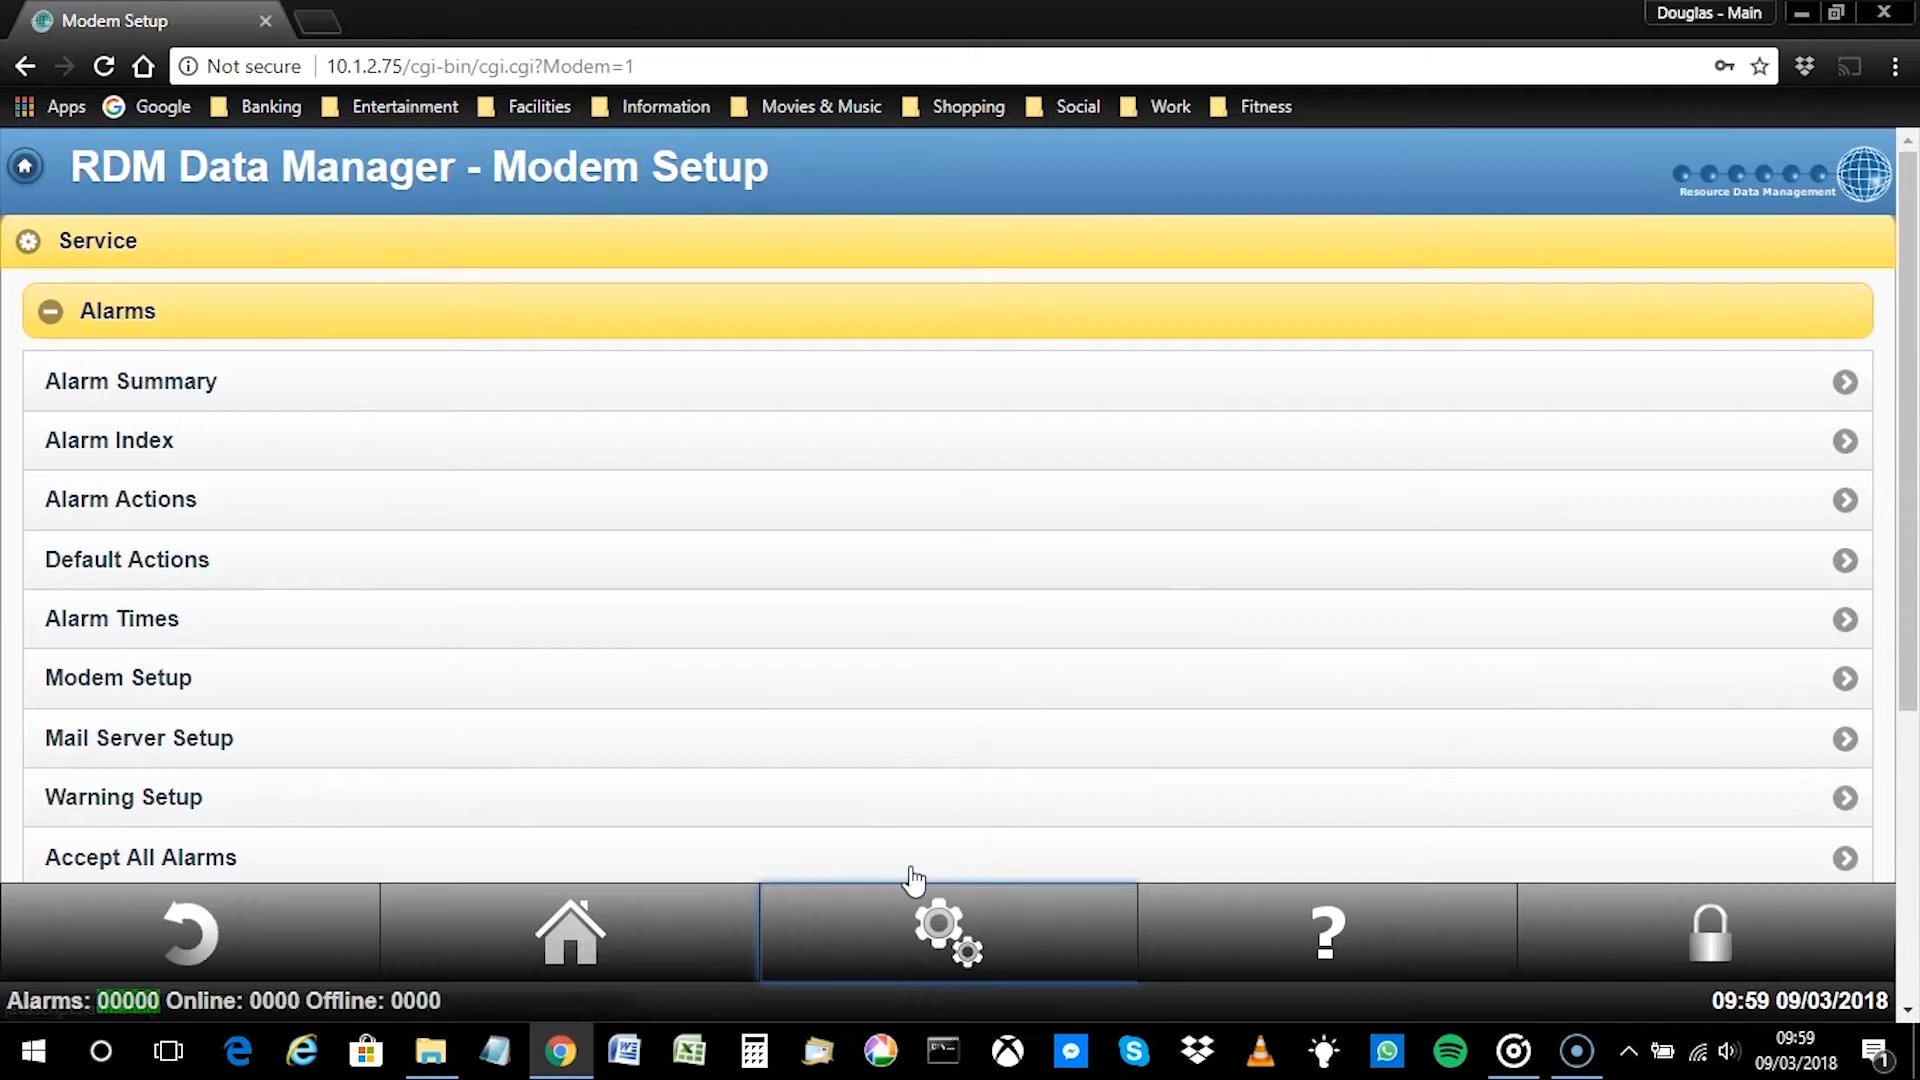 Modem Setup
Douglas - Main
Not secure
10.1.2.75/cgi-bin/cgi.cgi?Modem=1
Apps Google Banking Entertainment Facilities Information Movies & Music Shopping Social Work Fitness
RDM Data Manager - Modem Setup
Resource Data Management
Service
Alarms
Alarm Summary
Alarm Index
Alarm Actions
Default Actions
Alarm Times
Modem Setup
Mail Server Setup
Warning Setup
Accept All Alarms
?
Alarms: 00000 Online: 0000 Offline: 0000
09:59 09/03/2018
09:59
09/03/2018
1